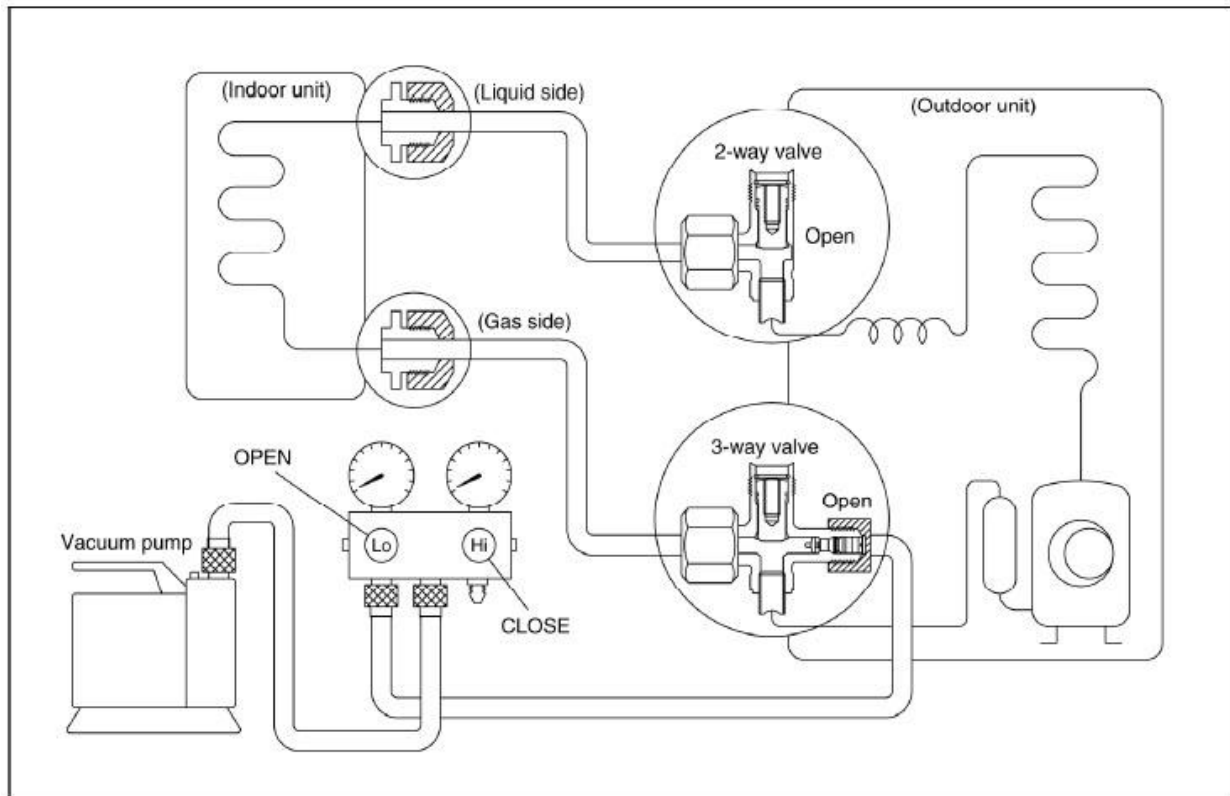 (Indoor unit)
(Liquid side)
(Outdoor unit)
2-way valve
Open
(Gas side)
3-way valve
Open
OPEN
Lo
Hi
Vacuum pump
CLOSE